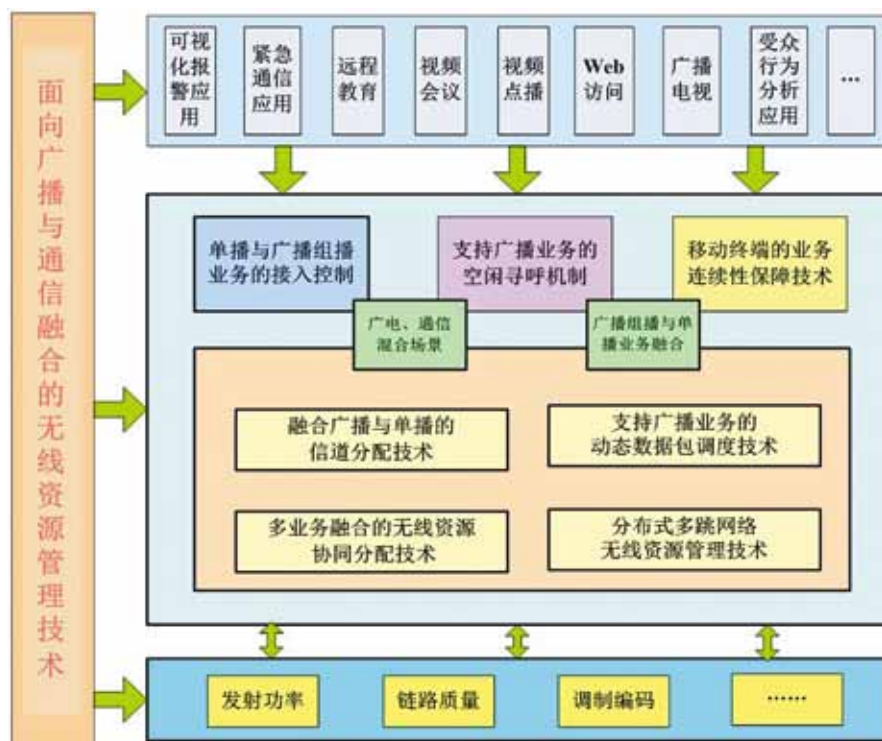 面向广播与通信融合的无线资源管理技术
可视
化报
警应
用
紧急
通信
应用
远程
教育
视频
会议
视频
点播
Web
访问
广播
电视
受众
行为
分析
应用
...
单播与广播组播
业务的接入控制
支持广播业务的
空闲寻呼机制
移动终端的业务
连续性保障技术
广电、通信
混合场景
广播组播与单
播业务融合
融合广播与单播的
信道分配技术
支持广播业务的
动态数据包调度技术
多业务融合的无线资源
协同分配技术
分布式多跳网络
无线资源管理技术
发射功率
链路质量
调制编码
……